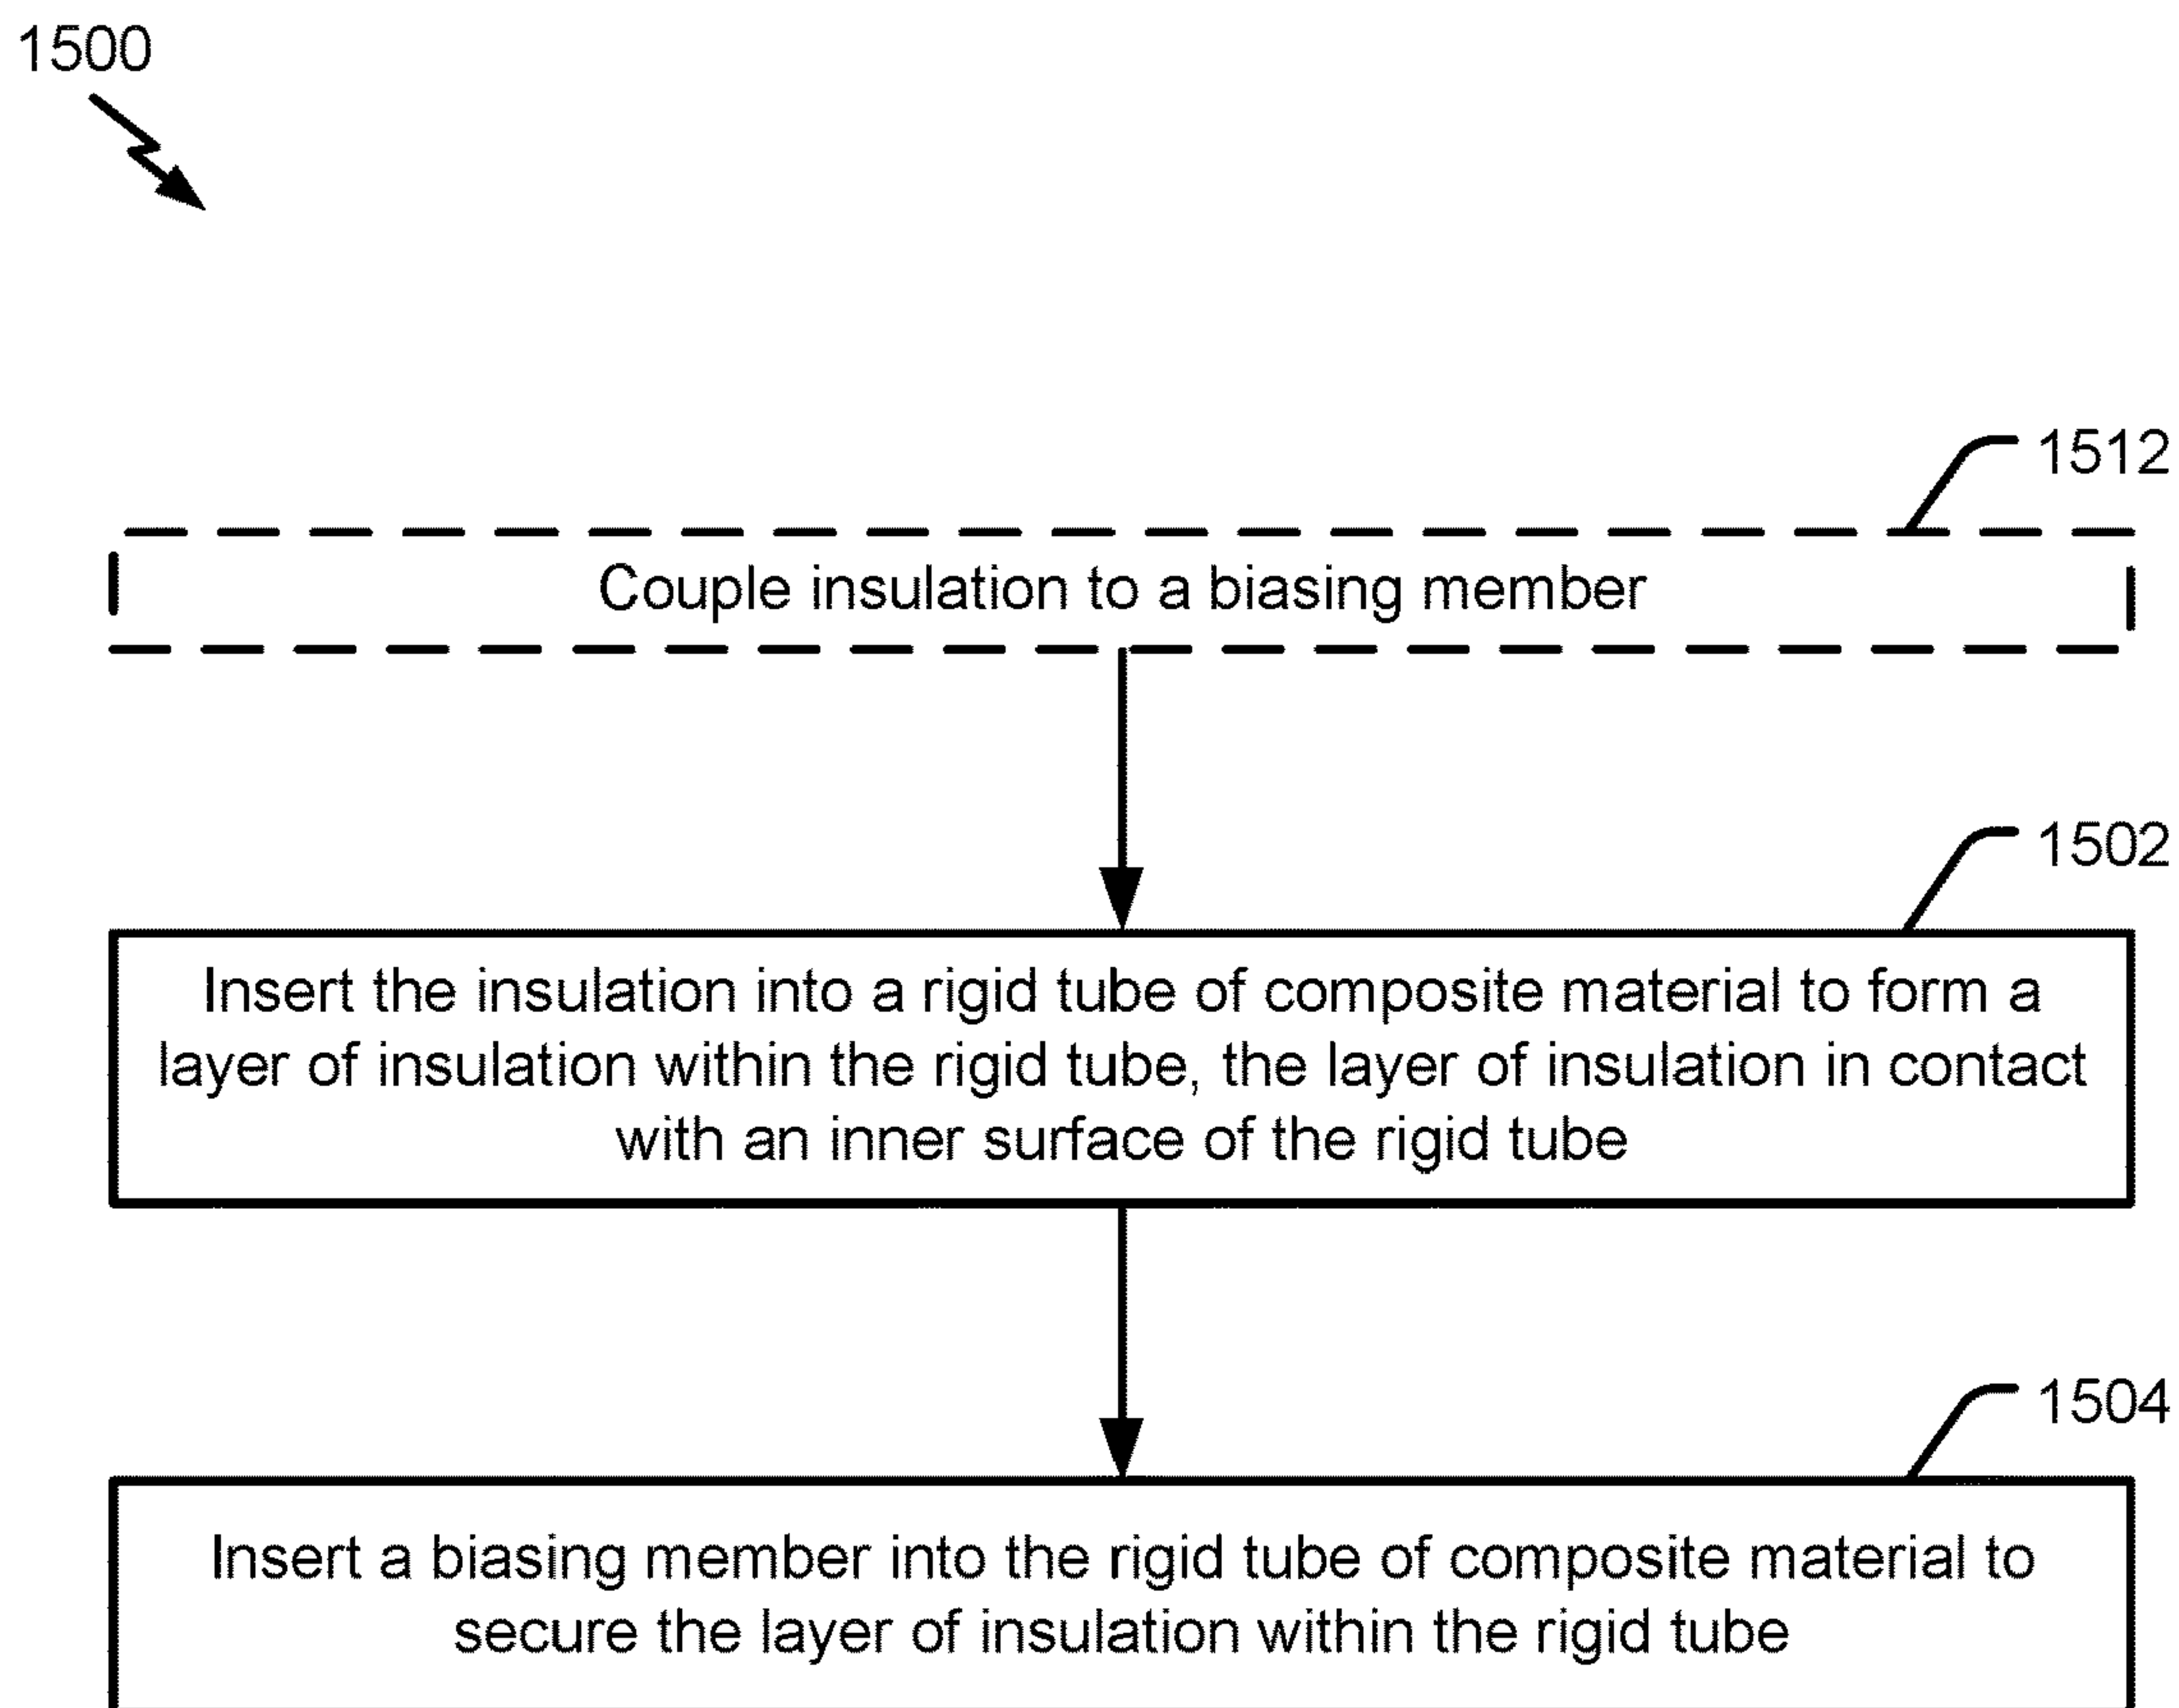 1500
1512
Couple insulation to a biasing member
1502
Insert the insulation into a rigid tube of composite material to form a
layer of insulation within the rigid tube, the layer of insulation in contact
with an inner surface of the rigid tube
1504
Insert a biasing member into the rigid tube of composite material to
secure the layer of insulation within the rigid tube